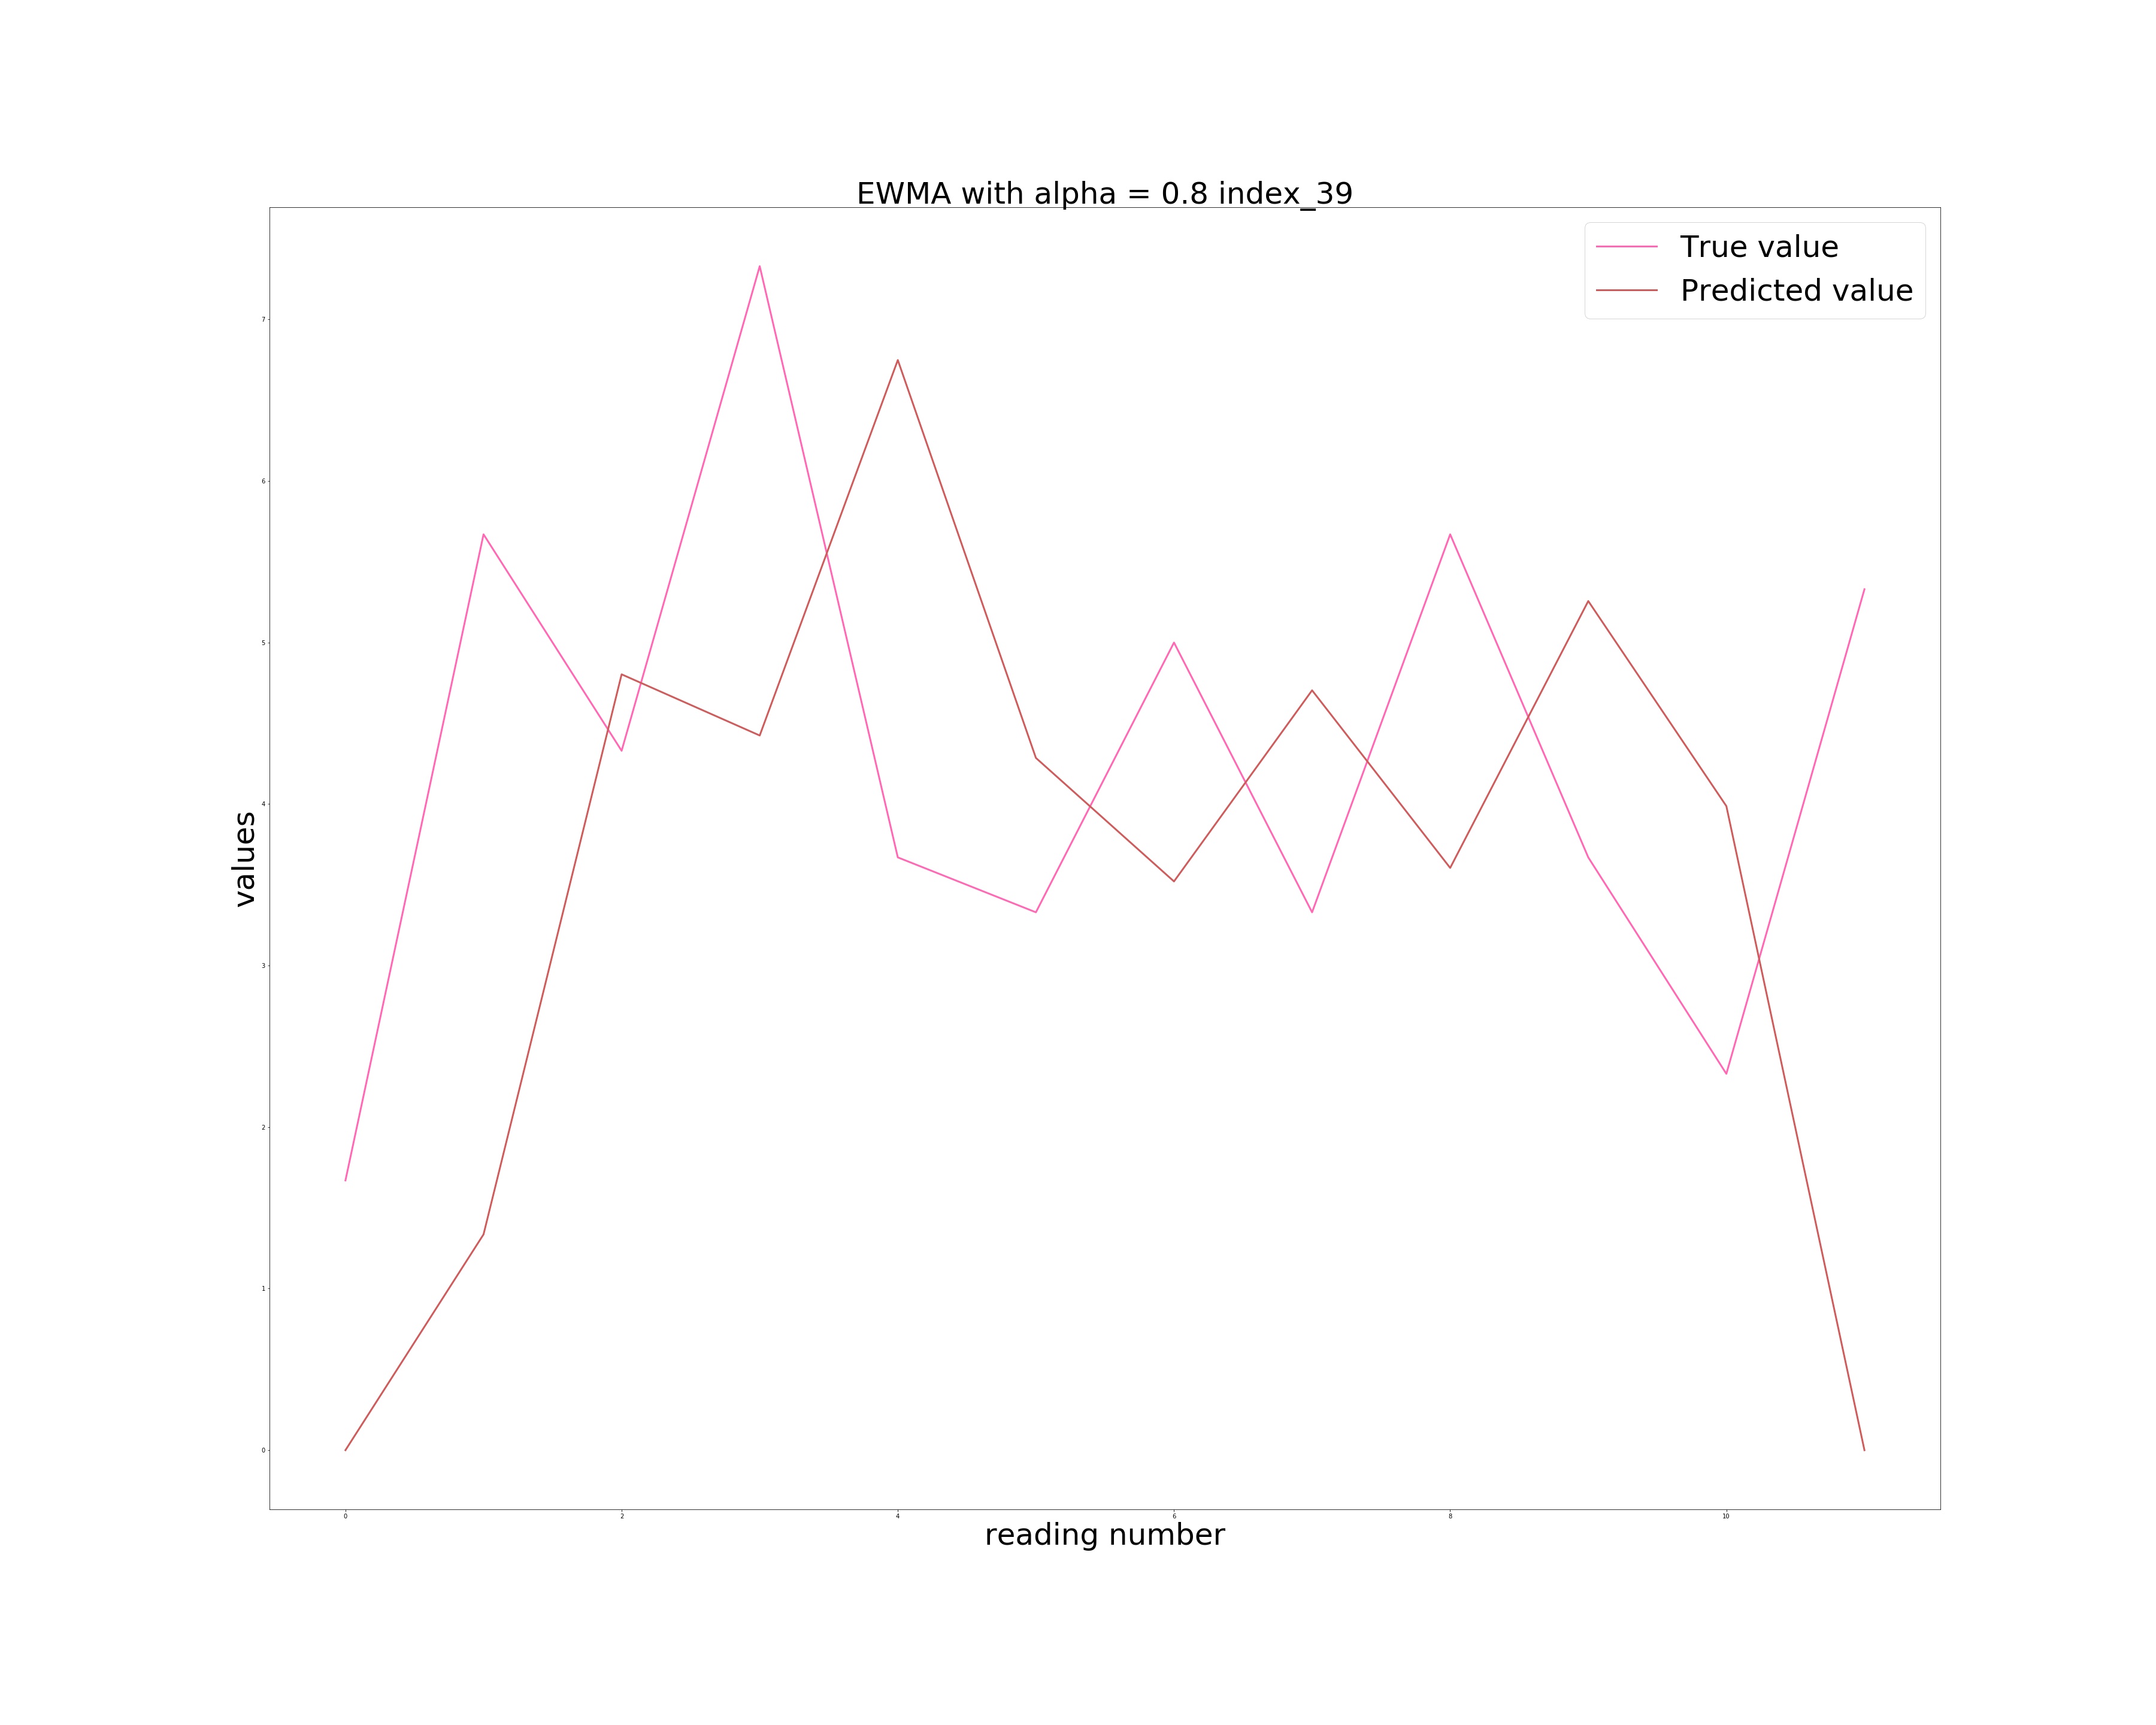 EWMA with alpha = 0.8 index_39
True value
Predicted value
7
6
5
4
3
2
1
0
values
0 2 4 6 8 10
reading number